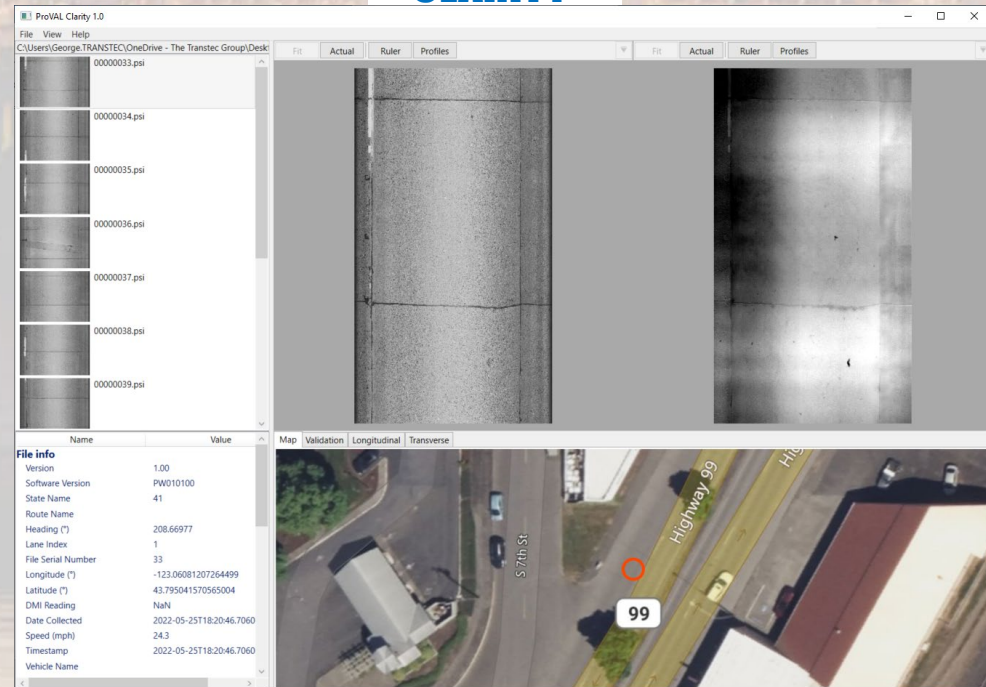 ProVAL Clarity 1.0
File View Help
C:\Users\George.TRANSTEC\OneDrive - The Transtec Group\Desk
Fit Actual Ruler Profiles
Fit Actual Ruler Profiles
00000033.psi
00000034.psi
00000035.psi
00000036.psi
00000037.psi
00000038.psi
00000039.psi
Name Value
File info
Version 1.00
Software Version PW010100
State Name 41
Route Name
Heading (°) 208.66977
Lane Index 1
File Serial Number 33
Longitude (°) -123.06081207264499
Latitude (°) 43.795041570565004
DMI Reading NaN
Date Collected 2022-05-25T18:20:46.7060
Speed (mph) 24.3
Timestamp 2022-05-25T18:20:46.7060
Vehicle Name
Map Validation Longitudinal Transverse
S 7th St
Highway 99
Hig
99